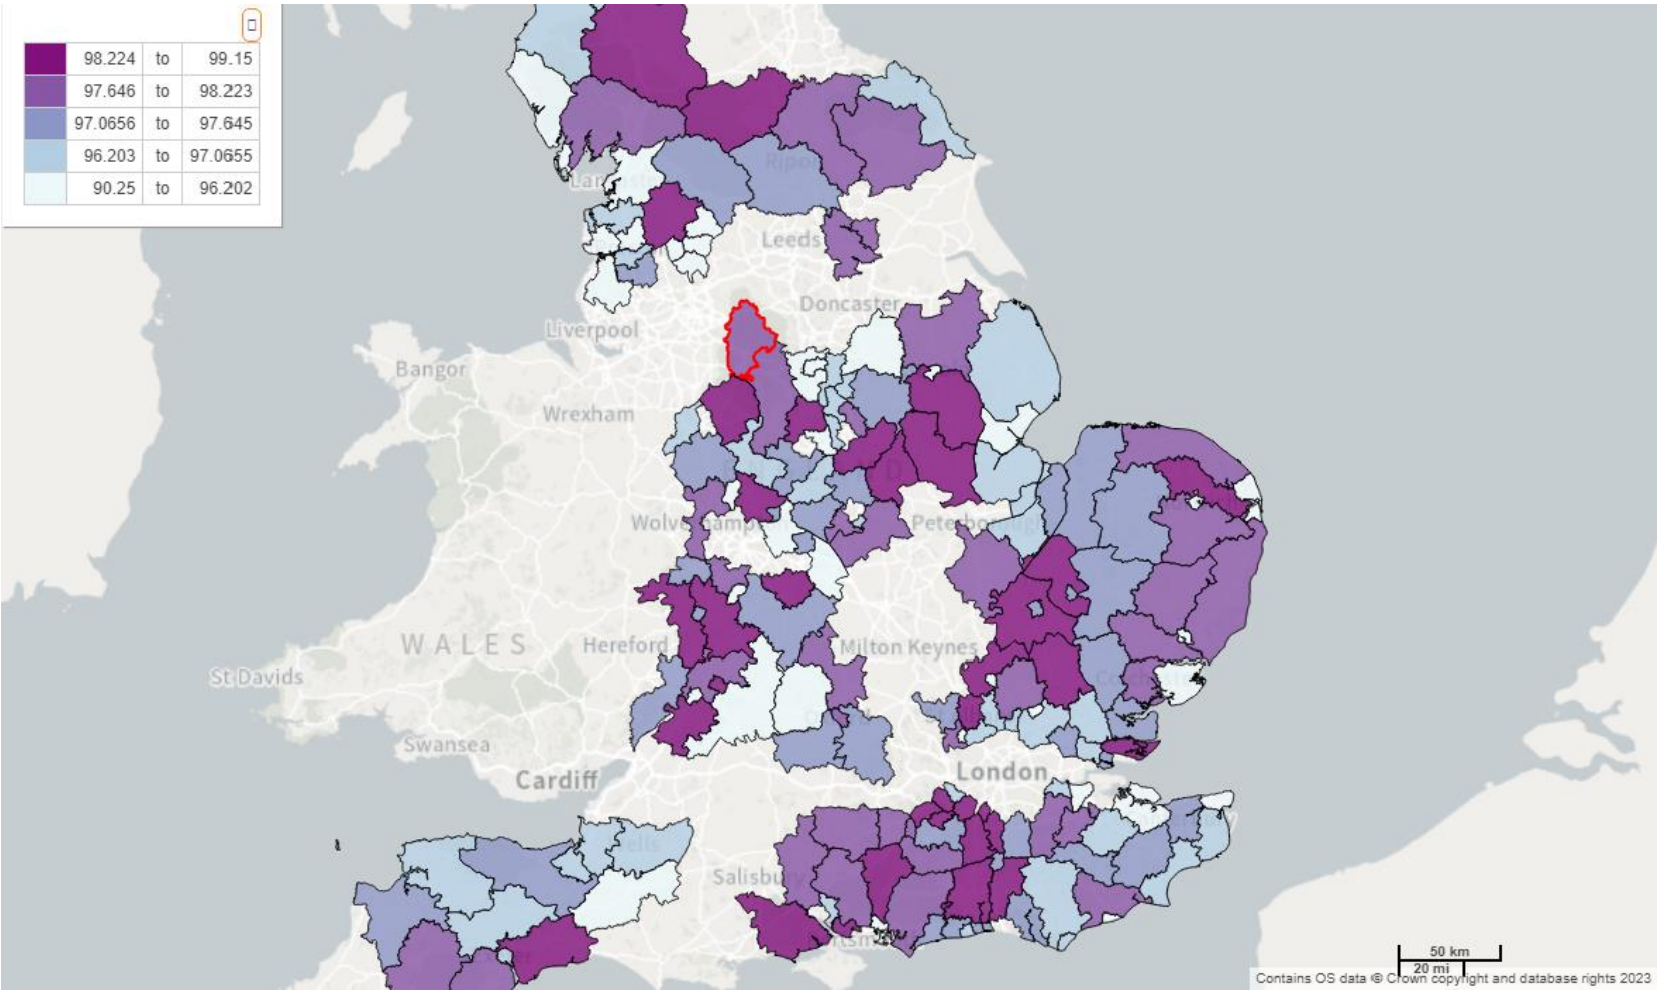 98.224 to 99.15
97.646 to 98.223
97.0656 to 97.645
96.203 to 97.0655
90.25 to 96.202
Ripon
Leeds
Doncaster
Liverpool
Bangor
Wrexham
Peterborough
WALES
Hereford
Milton Keynes
St Davids
Swansea
Cardiff
London
Wells
Salisbury
50 km
20 mi
Contains OS data © Crown copyright and database rights 2023